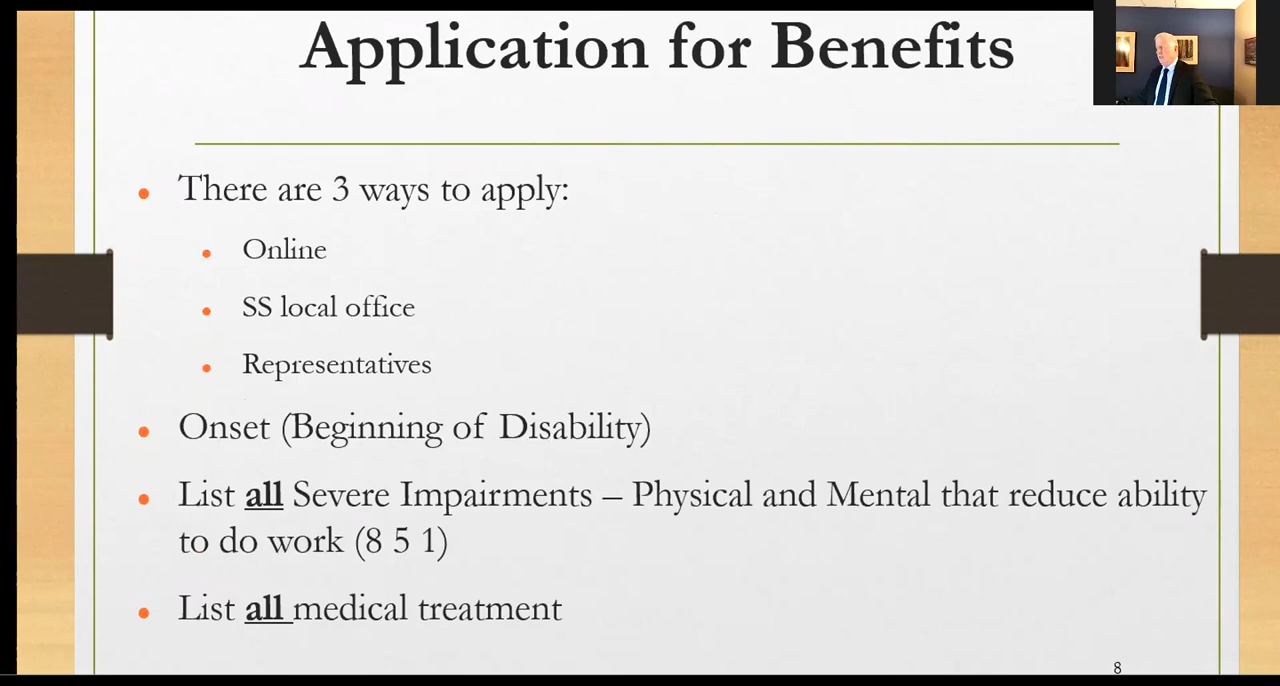 Application for Benefits
There are 3 ways to apply:
Online
SS local office
Representatives
Onset (Beginning of Disability)
List all Severe Impairments – Physical and Mental that reduce ability
to do work (8 5 1)
List all medical treatment
8